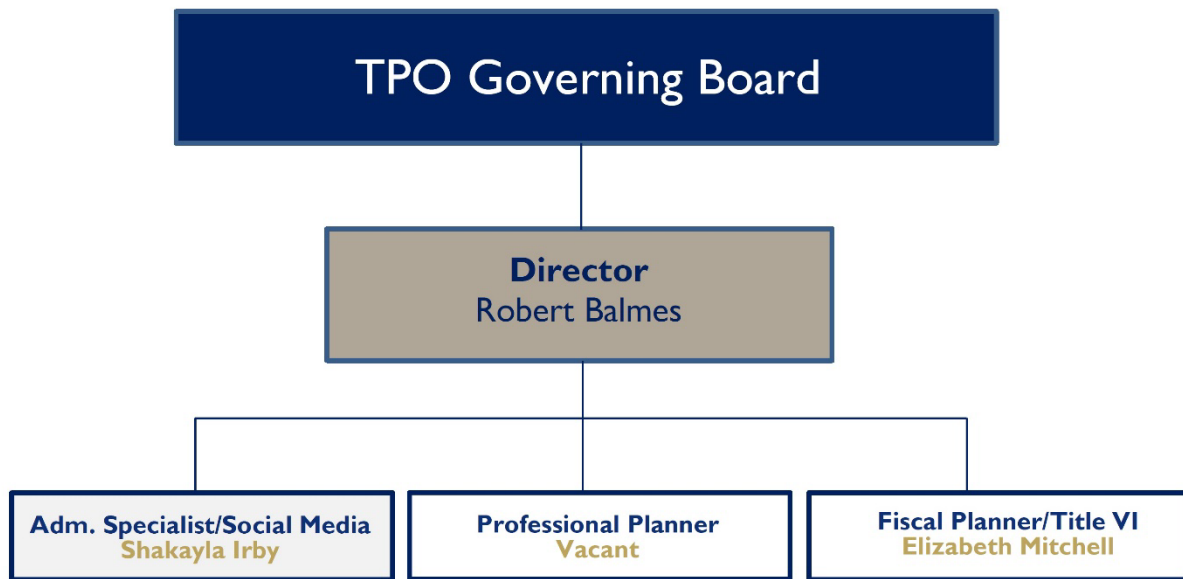 TPO Governing Board
Director
Robert Balmes
Adm. Specialist/Social Media
Shakayla Irby
Professional Planner
Vacant
Fiscal Planner/Title VI
Elizabeth Mitchell